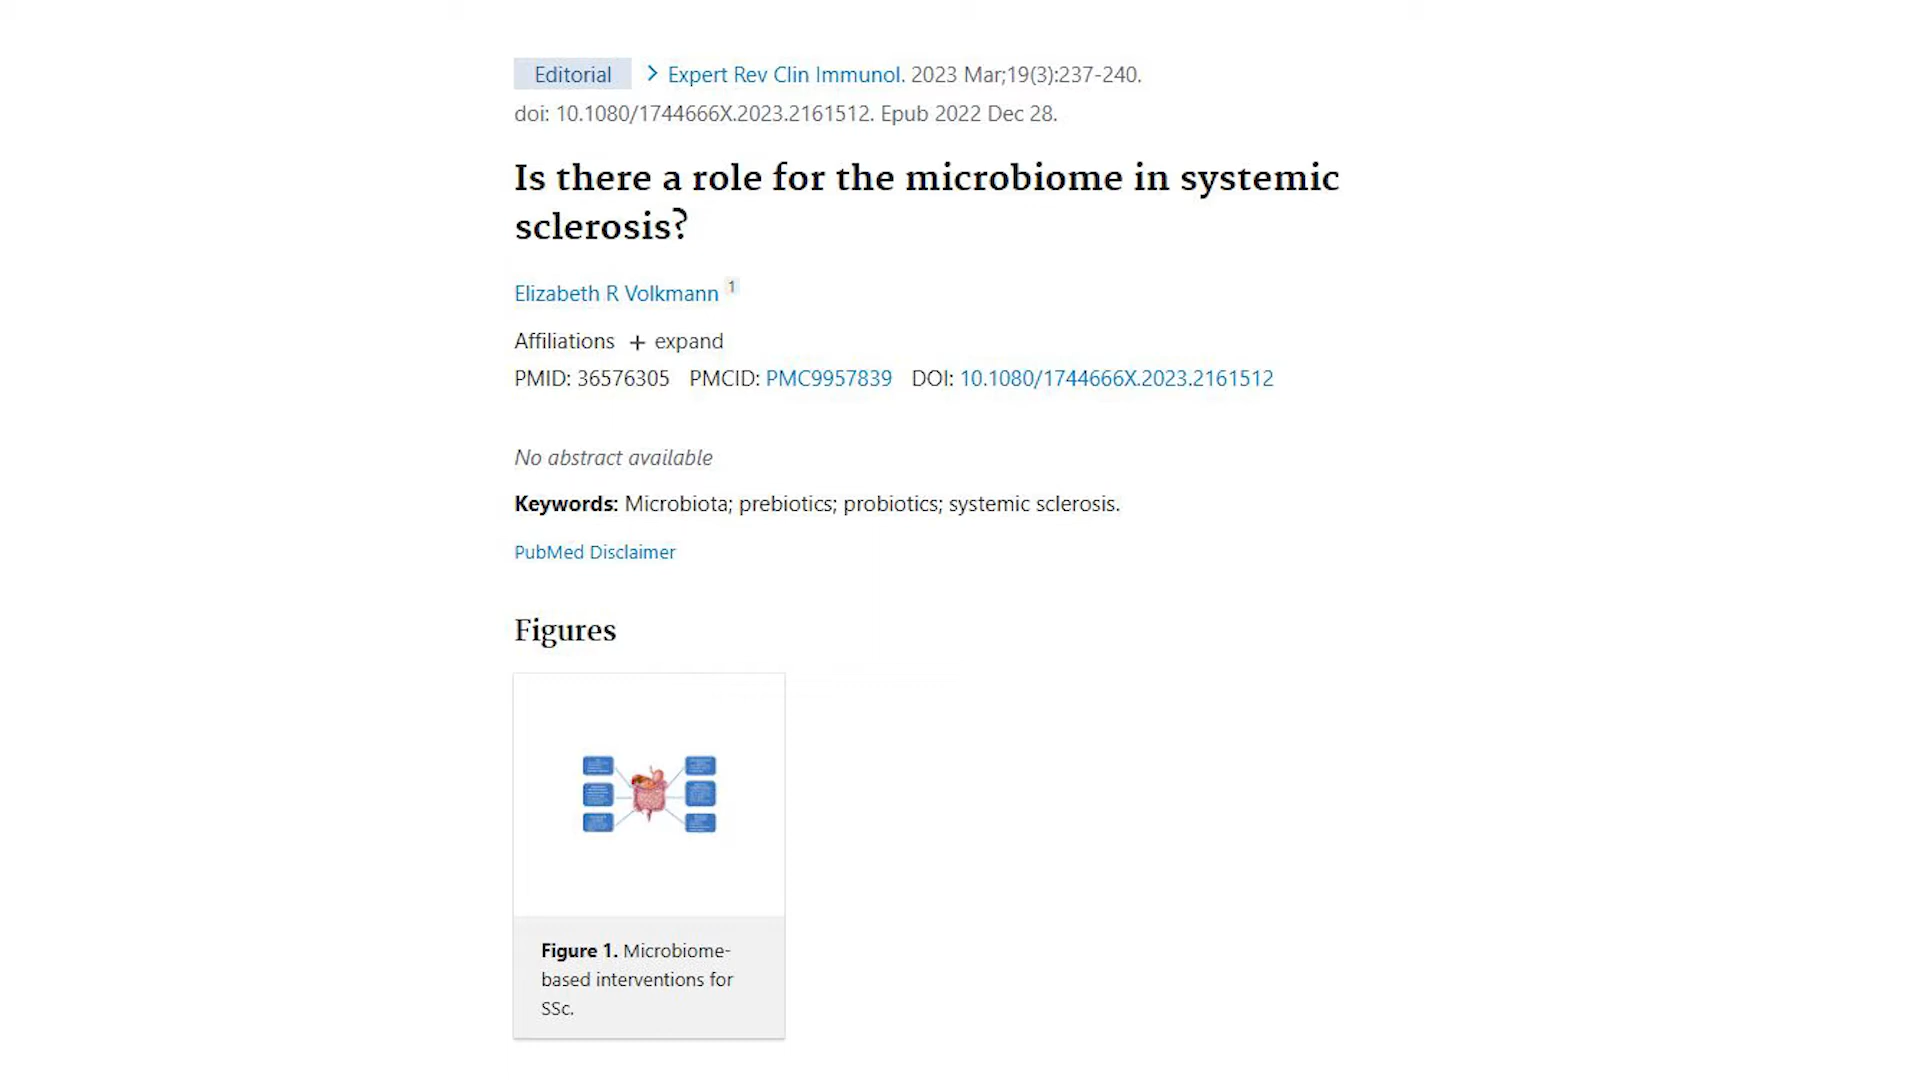 Editorial > Expert Rev Clin Immunol. 2023 Mar;19(3):237-240.
doi: 10.1080/1744666X.2023.2161512. Epub 2022 Dec 28.
Is there a role for the microbiome in systemic
sclerosis?
Elizabeth R Volkmann 1
Affiliations + expand
PMID: 36576305 PMCID: PMC9957839 DOI: 10.1080/1744666X.2023.2161512
No abstract available
Keywords: Microbiota; prebiotics; probiotics; systemic sclerosis.
PubMed Disclaimer
Figures
Figure 1. Microbiome-
based interventions for
SSc.